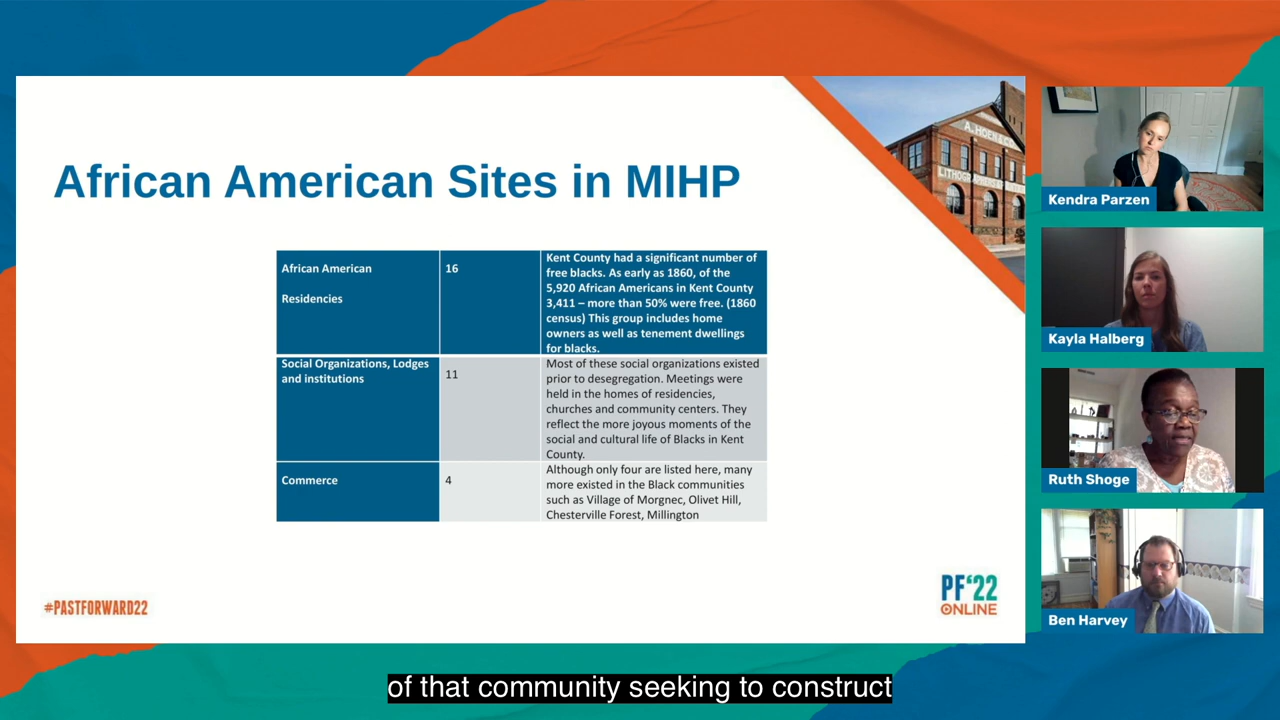 African American Sites in MIHP
African American
Residencies
16
Kent County had a significant number of
free blacks. As early as 1860, of the
5,920 African Americans in Kent County
3,411 – more than 50% were free. (1860
census) This group includes home
owners as well as tenement dwellings
for blacks.
Social Organizations, Lodges
and institutions
11
Most of these social organizations existed
prior to desegregation. Meetings were
held in the homes of residencies,
churches and community centers. They
reflect the more joyous moments of the
social and cultural life of Blacks in Kent
County.
Commerce
4
Although only four are listed here, many
more existed in the Black communities
such as Village of Morgnec, Olivet Hill,
Chesterville Forest, Millington
#PASTFORWARD22
PF'22
ONLINE
A. HOEN & CO.
Kendra Parzen
Kayla Halberg
Ruth Shoge
Ben Harvey
of that community seeking to construct